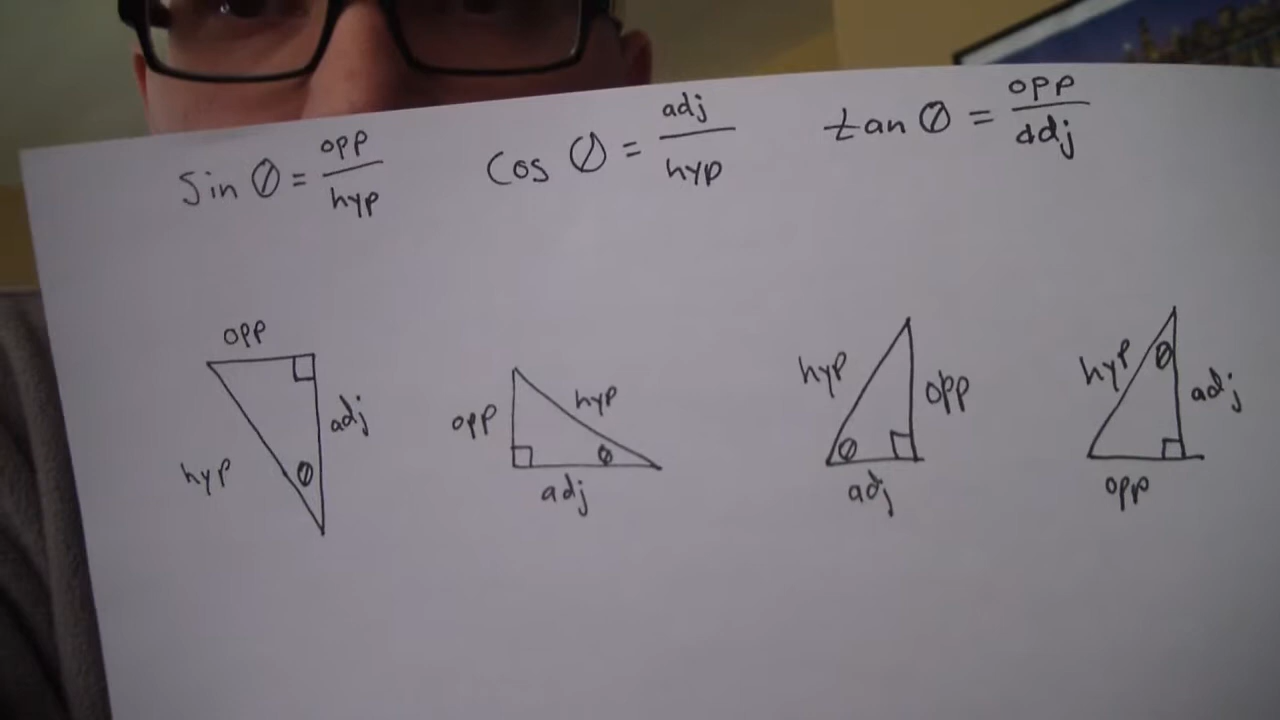 sin θ = opp/hyp
cos θ = adj/hyp
tan θ = opp/adj
opp
adj
hyp
θ
opp
hyp
θ
adj
hyp
opp
θ
adj
hyp
θ
adj
opp